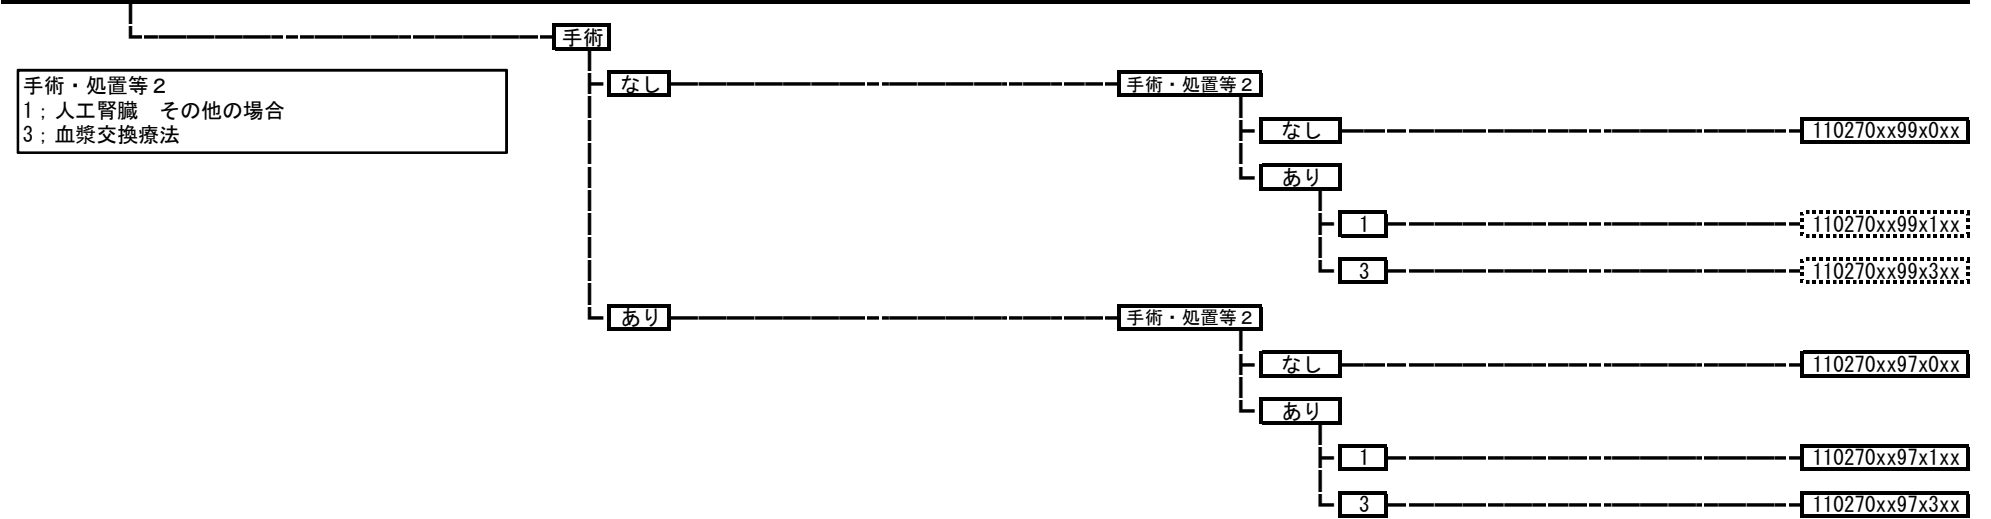 手術
手術・処置等２
1；人工腎臓　その他の場合
3；血漿交換療法
なし
手術・処置等２
なし
110270xx99x0xx
あり
1
110270xx99x1xx
3
110270xx99x3xx
あり
手術・処置等２
なし
110270xx97x0xx
あり
1
110270xx97x1xx
3
110270xx97x3xx